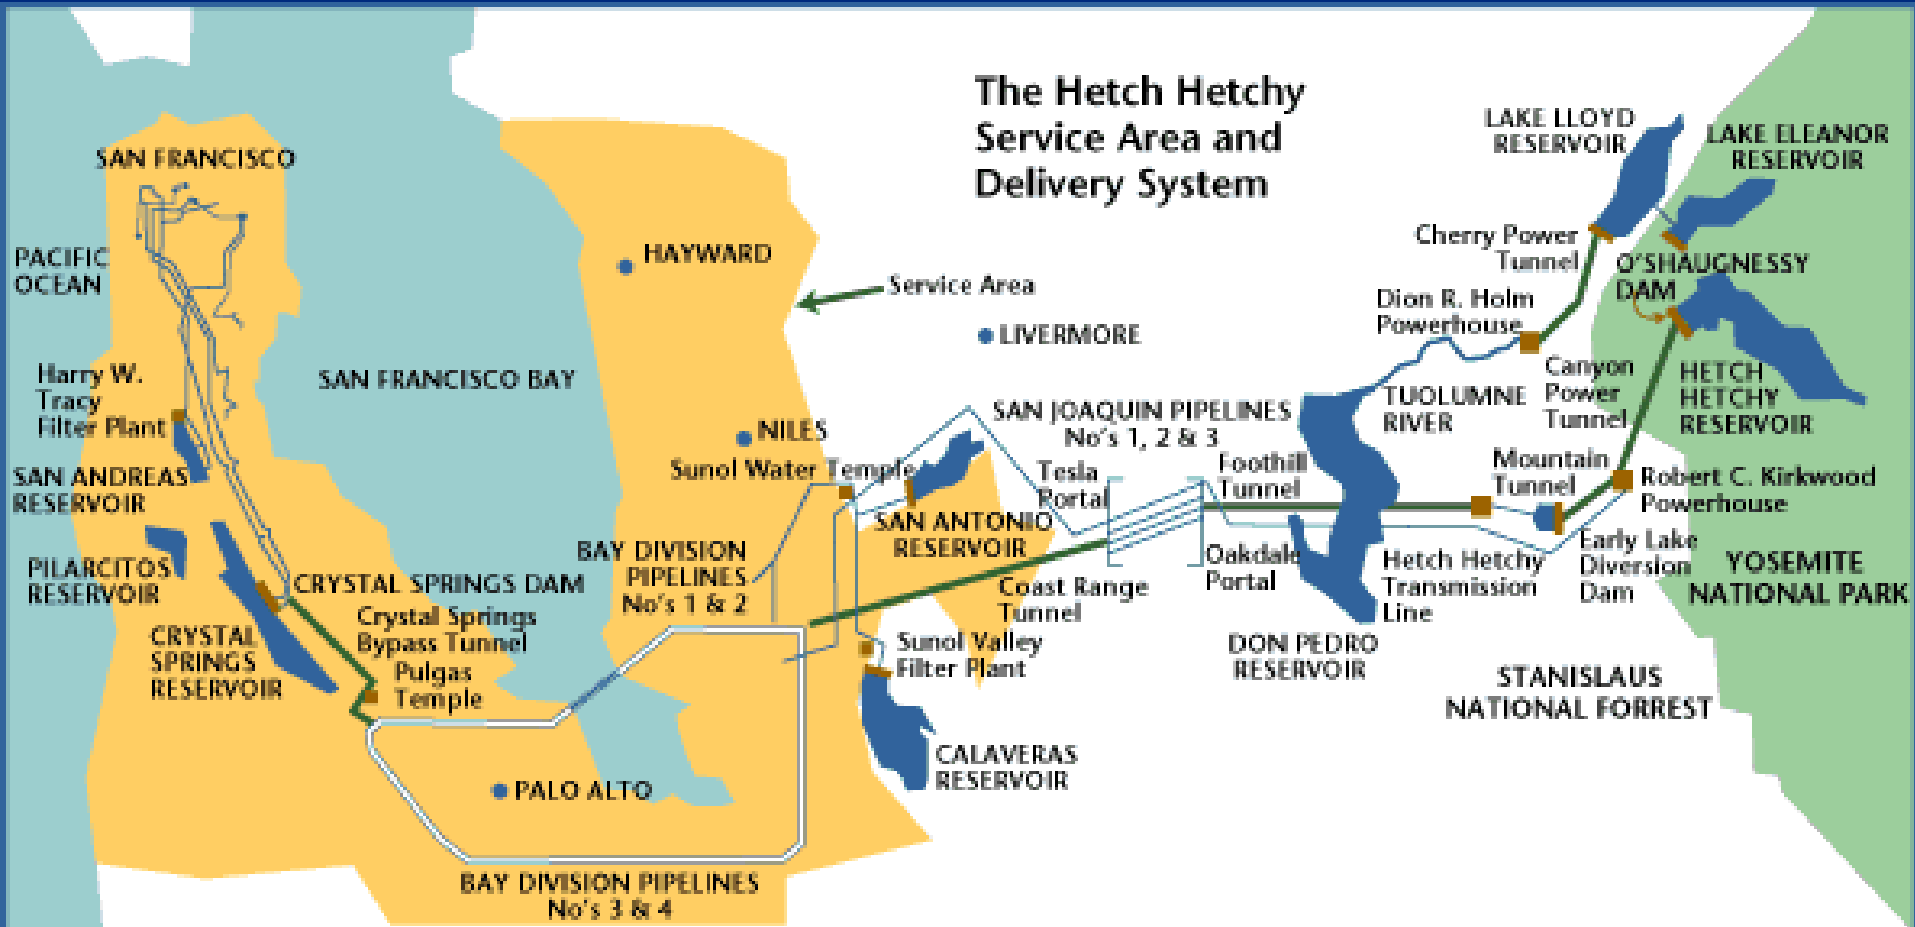 The Hetch Hetchy
Service Area and
Delivery System
LAKE LLOYD
RESERVOIR
LAKE ELEANOR
RESERVOIR
SAN FRANCISCO
PACIFIC
OCEAN
HAYWARD
Service Area
LIVERMORE
Cherry Power
Tunnel
O'SHAUGNESSY
DAM
Dion R. Holm
Powerhouse
Harry W.
Tracy
Filter Plant
SAN FRANCISCO BAY
Canyon
Power
Tunnel
HETCH
HETCHY
RESERVOIR
TUOLUMNE
RIVER
SAN JOAQUIN PIPELINES
No's 1, 2 & 3
NILES
Sunol Water Temple
Tesla
Portal
Foothill
Tunnel
Mountain
Tunnel
Robert C. Kirkwood
Powerhouse
SAN ANDREAS
RESERVOIR
SAN ANTONIO
RESERVOIR
BAY DIVISION
PIPELINES
No's 1 & 2
Oakdale
Portal
Hetch Hetchy
Transmission
Line
Early Lake
Diversion
Dam
YOSEMITE
NATIONAL PARK
PILARCITOS
RESERVOIR
CRYSTAL SPRINGS DAM
Crystal Springs
Bypass Tunnel
Coast Range
Tunnel
CRYSTAL
SPRINGS
RESERVOIR
Pulgas
Temple
Sunol Valley
Filter Plant
DON PEDRO
RESERVOIR
STANISLAUS
NATIONAL FORREST
CALAVERAS
RESERVOIR
PALO ALTO
BAY DIVISION PIPELINES
No's 3 & 4